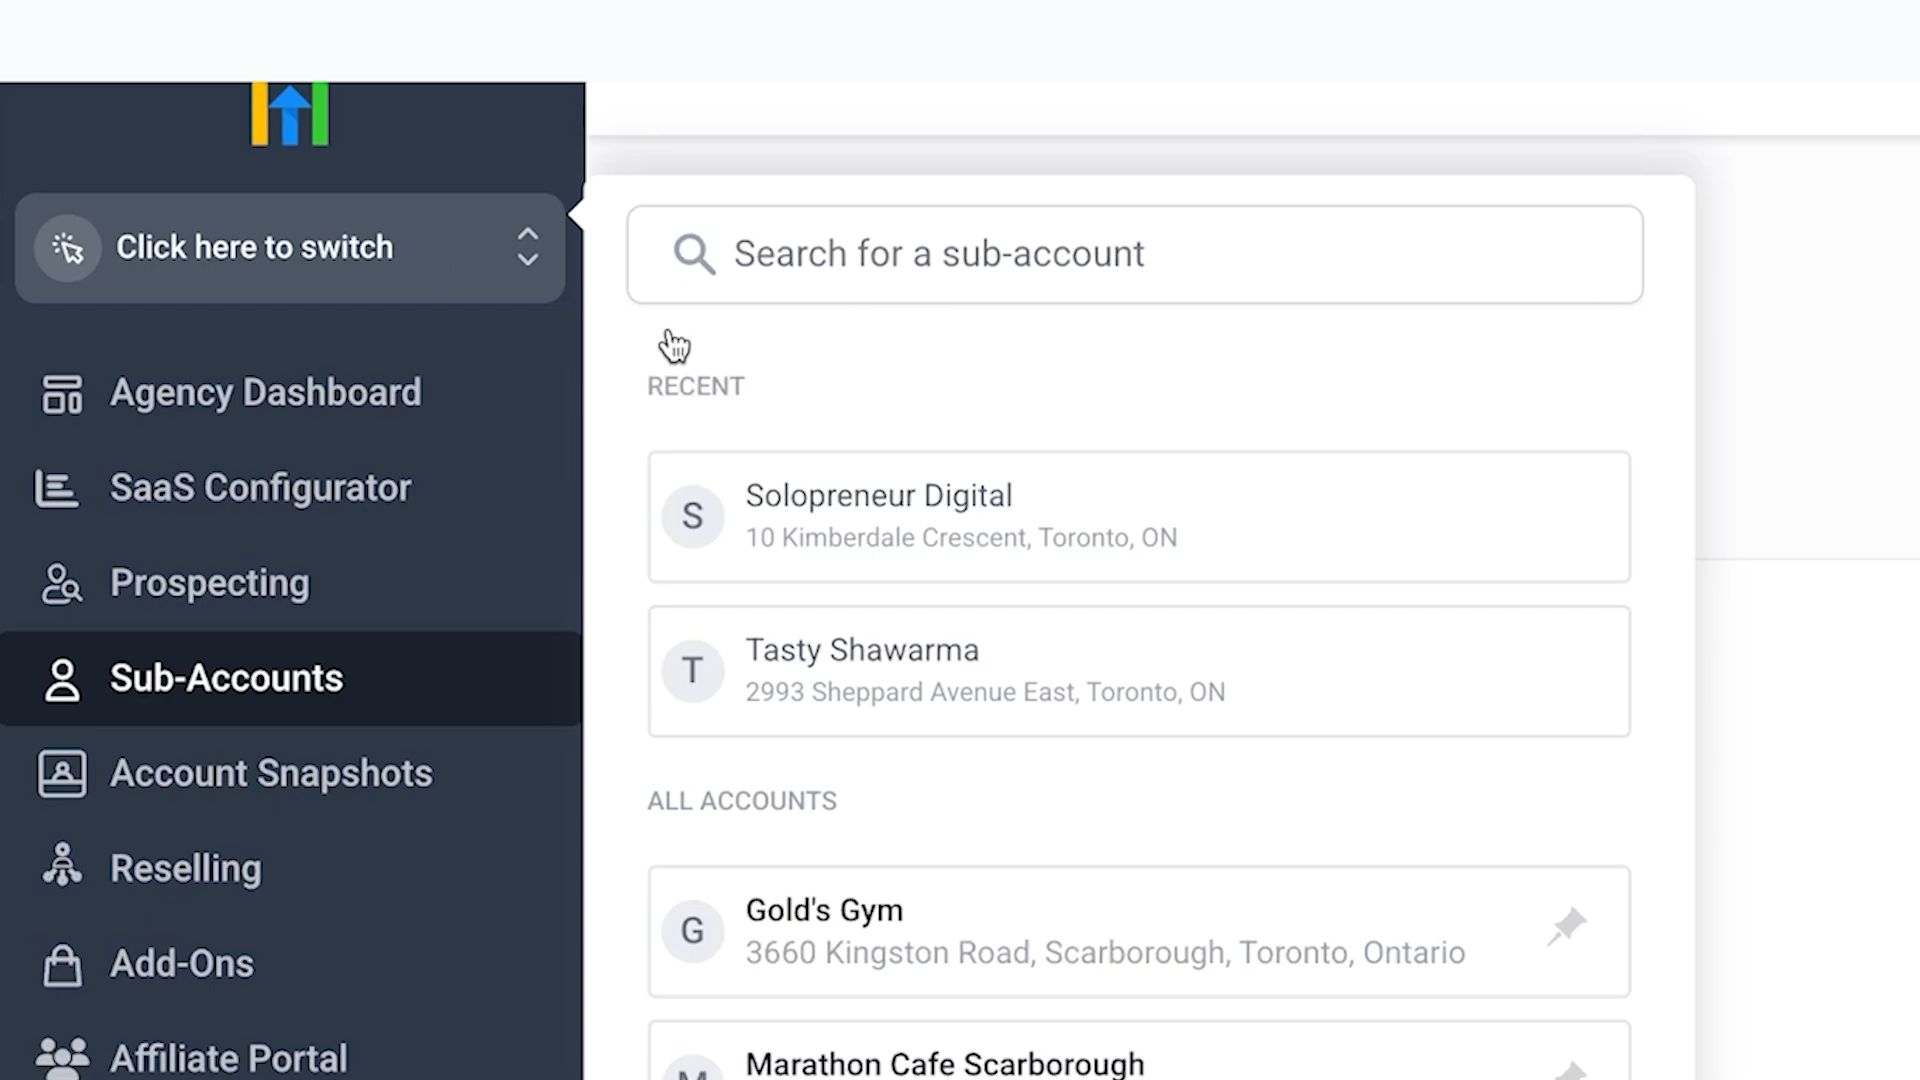 Click here to switch
Agency Dashboard
SaaS Configurator
Prospecting
Sub-Accounts
Account Snapshots
Reselling
Add-Ons
Affiliate Portal
Search for a sub-account
RECENT
S
Solopreneur Digital
10 Kimberdale Crescent, Toronto, ON
T
Tasty Shawarma
2993 Sheppard Avenue East, Toronto, ON
ALL ACCOUNTS
G
Gold's Gym
3660 Kingston Road, Scarborough, Toronto, Ontario
M
Marathon Cafe Scarborough